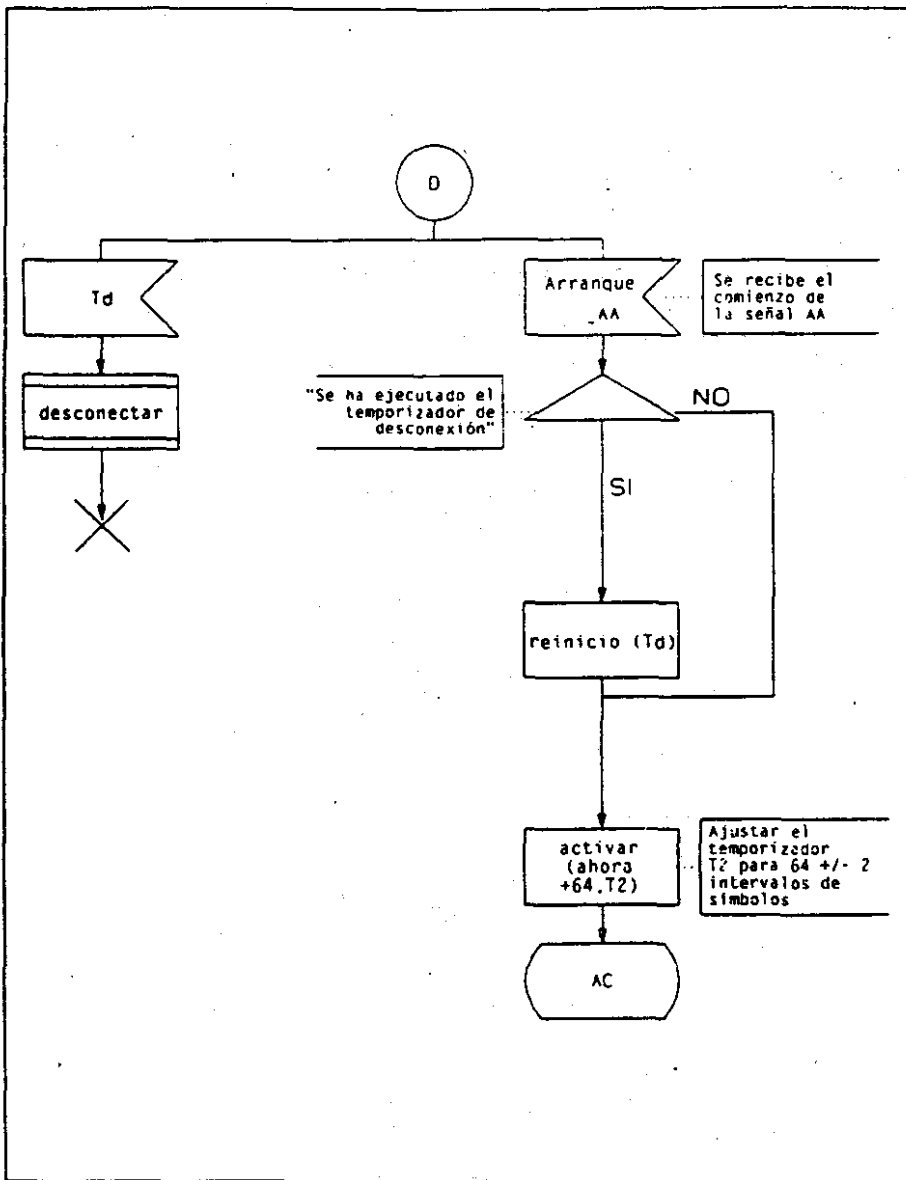 D
Td
Arranque
_AA
Se recibe el
comienzo de
la señal AA
desconectar
"Se ha ejecutado el
temporizador de
desconexión"
NO
SI
reinicio (Td)
activar
(ahora
+64,T2)
Ajustar el
temporizador
T2 para 64 +/- 2
intervalos de
símbolos
AC